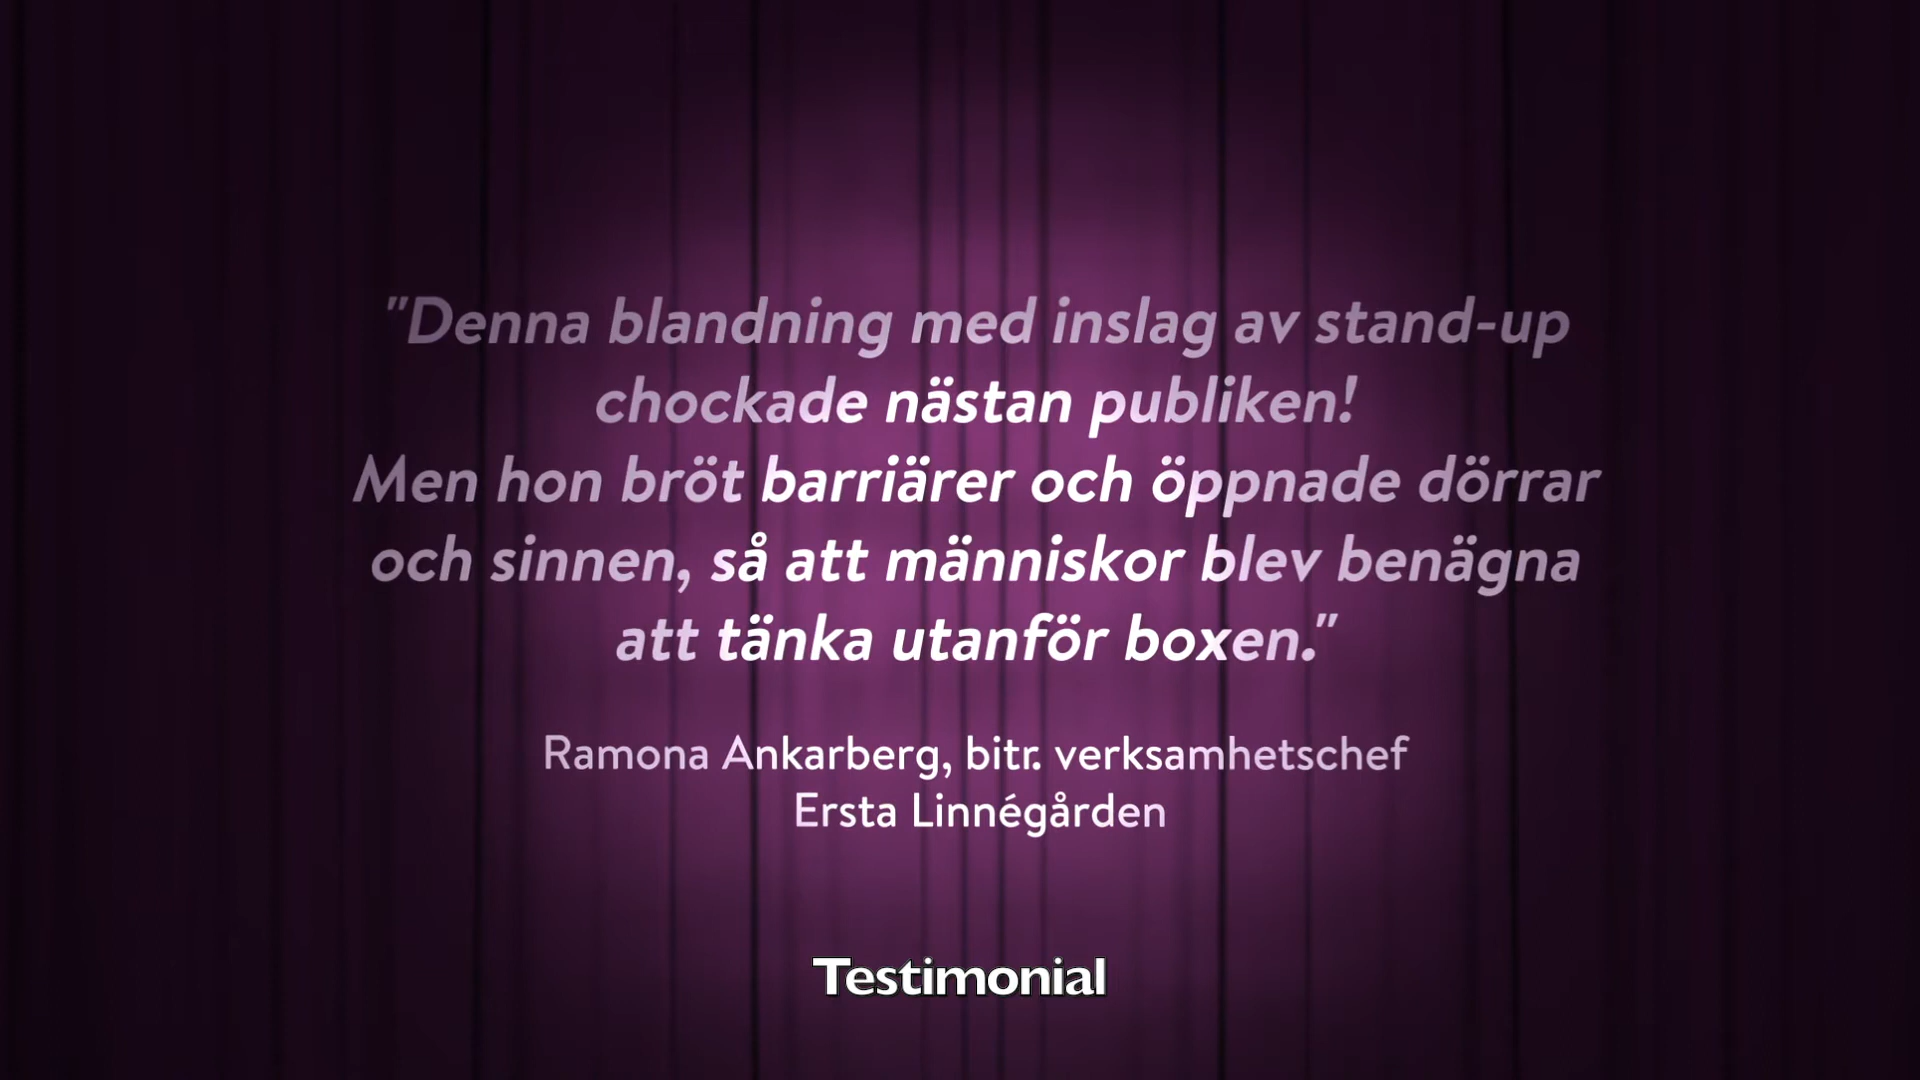 "Denna blandning med inslag av stand-up
chockade nästan publiken!
Men hon bröt barriärer och öppnade dörrar
och sinnen, så att människor blev benägna
att tänka utanför boxen."
Ramona Ankarberg, bitr. verksamhetschef
Ersta Linnégården
Testimonial